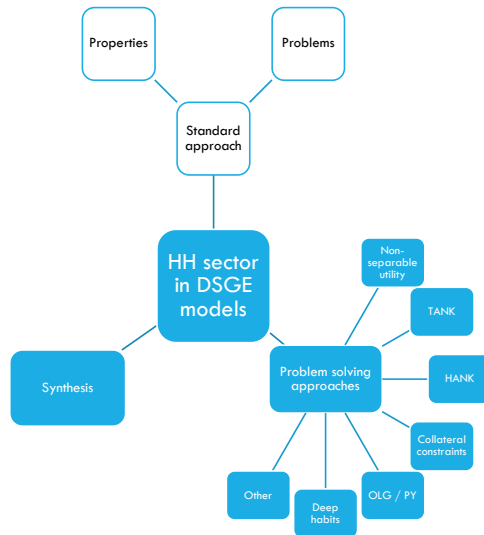 Properties
Problems
Standard
approach
HH sector
in DSGE
models
Non-
separable
utility
TANK
Problem solving
approaches
HANK
Synthesis
Collateral
constraints
Other
Deep
habits
OLG / PY